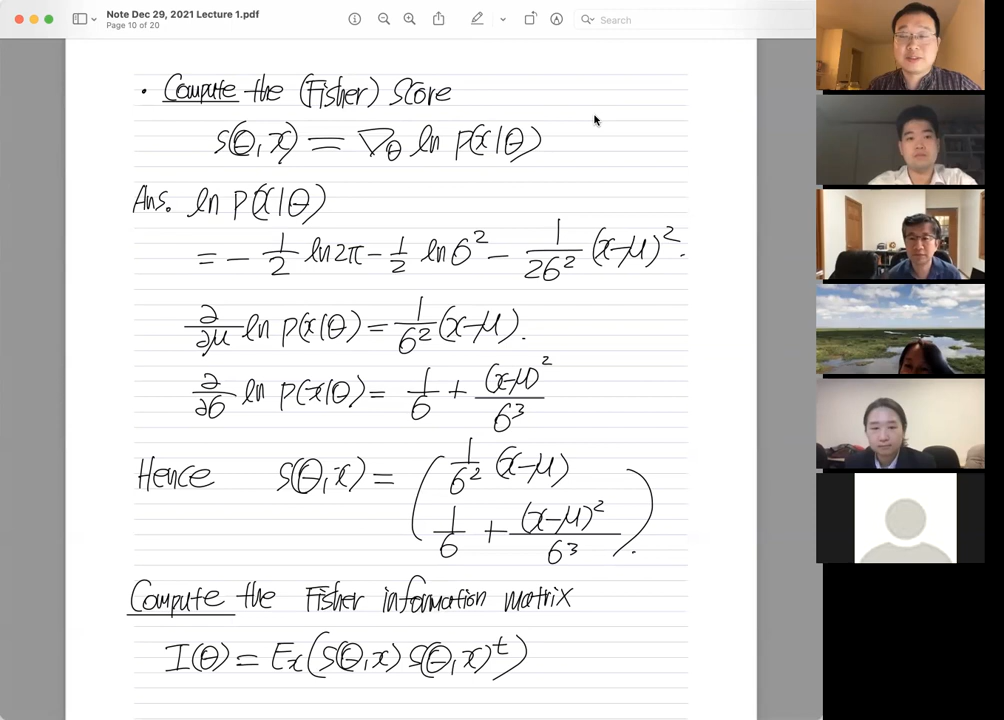 Note Dec 29, 2021 Lecture 1.pdf
Page 10 of 20
Search
· Compute the (Fisher) Score
s(θ,x) = ∇θ ln p(x|θ)
Ans. ln p(x|θ)
= - 1/2 ln2π - 1/2 ln σ² - 1/2σ² (x-μ)².
∂/∂μ ln p(x|θ) = 1/σ² (x-μ).
∂/∂σ ln p(x|θ) = 1/σ + (x-μ)²/σ³
Hence s(θ,x) = ( 1/σ² (x-μ)
1/σ + (x-μ)²/σ³ ).
Compute the Fisher information matrix
I(θ) = Ex(s(θ,x) s(θ,x)ᵗ)